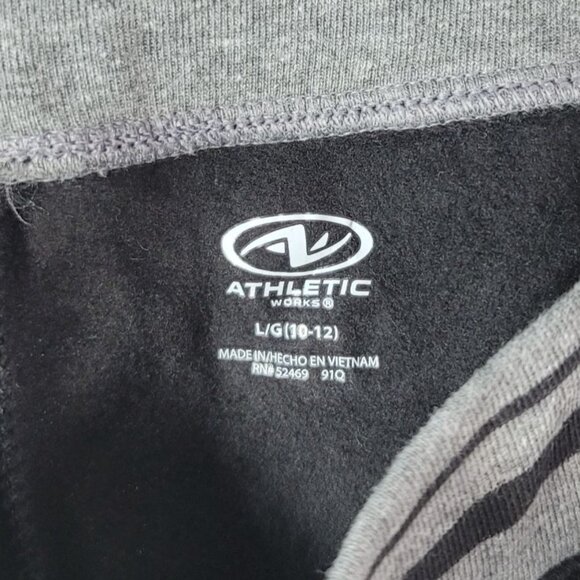 ATHLETIC
WORKS®
L/G (10-12)
MADE IN/HECHO EN VIETNAM
RN# 52469 91Q